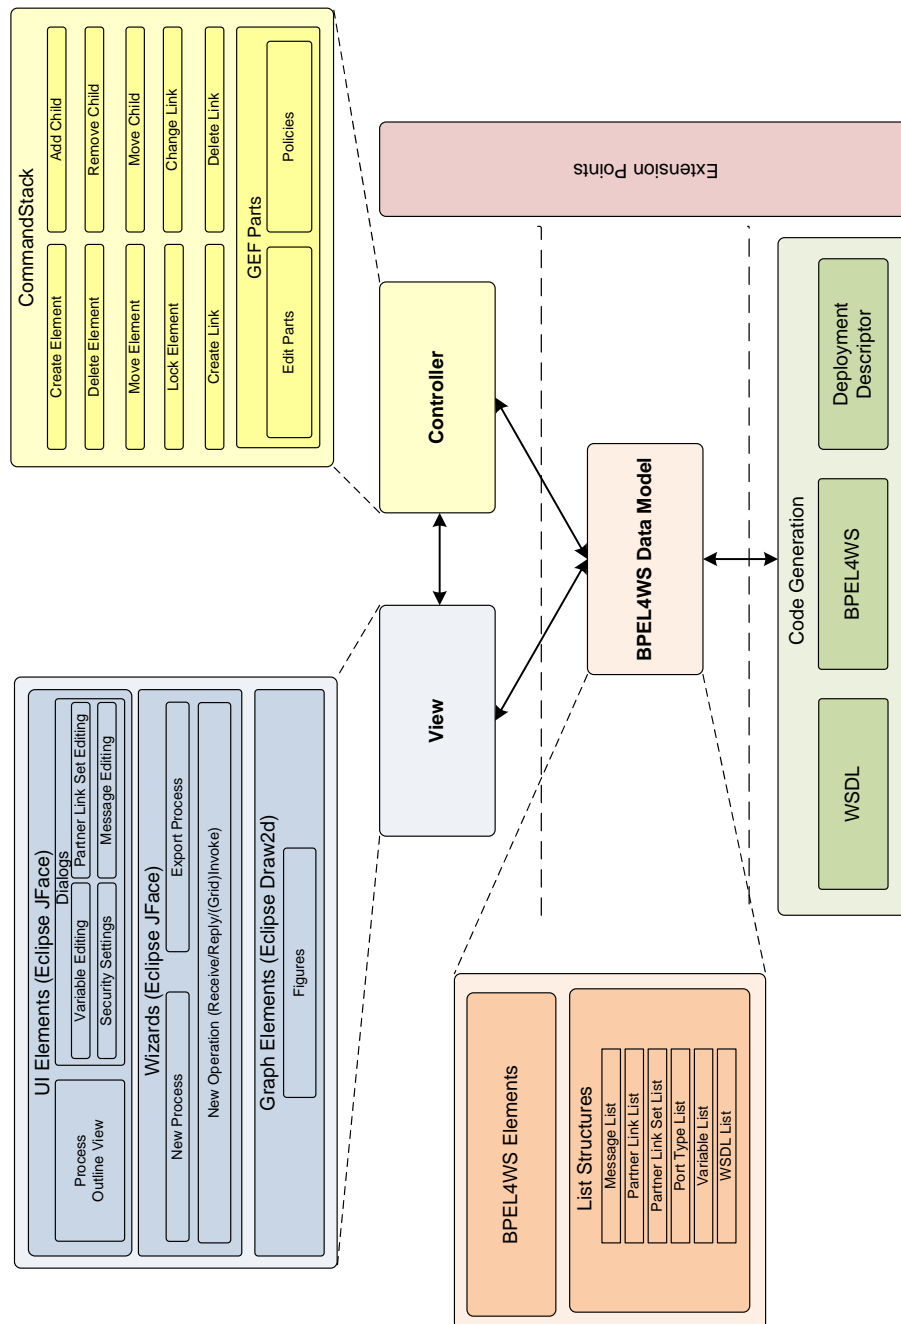 UI Elements (Eclipse JFace)
Process
Outline View
Dialogs
Variable Editing
Partner Link Set Editing
Security Settings
Message Editing
Wizards (Eclipse JFace)
New Process
Export Process
New Operation (Receive/Reply/(Grid)Invoke)
Graph Elements (Eclipse Draw2d)
Figures
CommandStack
Create Element
Add Child
Delete Element
Remove Child
Move Element
Move Child
Lock Element
Change Link
Create Link
Delete Link
GEF Parts
Edit Parts
Policies
View
Controller
Extension Points
BPEL4WS Data Model
BPEL4WS Elements
List Structures
Message List
Partner Link List
Partner Link Set List
Port Type List
Variable List
WSDL List
Code Generation
WSDL
BPEL4WS
Deployment
Descriptor